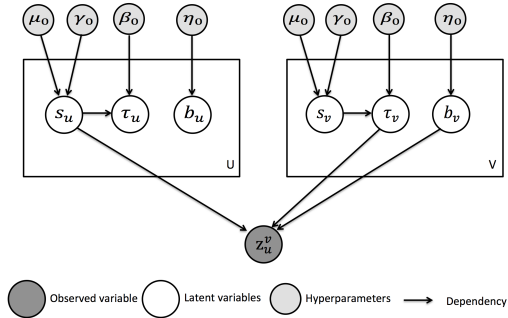 μ₀ γ₀ β₀ η₀ μ₀ γ₀ β₀ η₀
sᵤ τᵤ bᵤ sᵥ τᵥ bᵥ
U V
zᵤᵛ
Observed variable Latent variables Hyperparameters Dependency